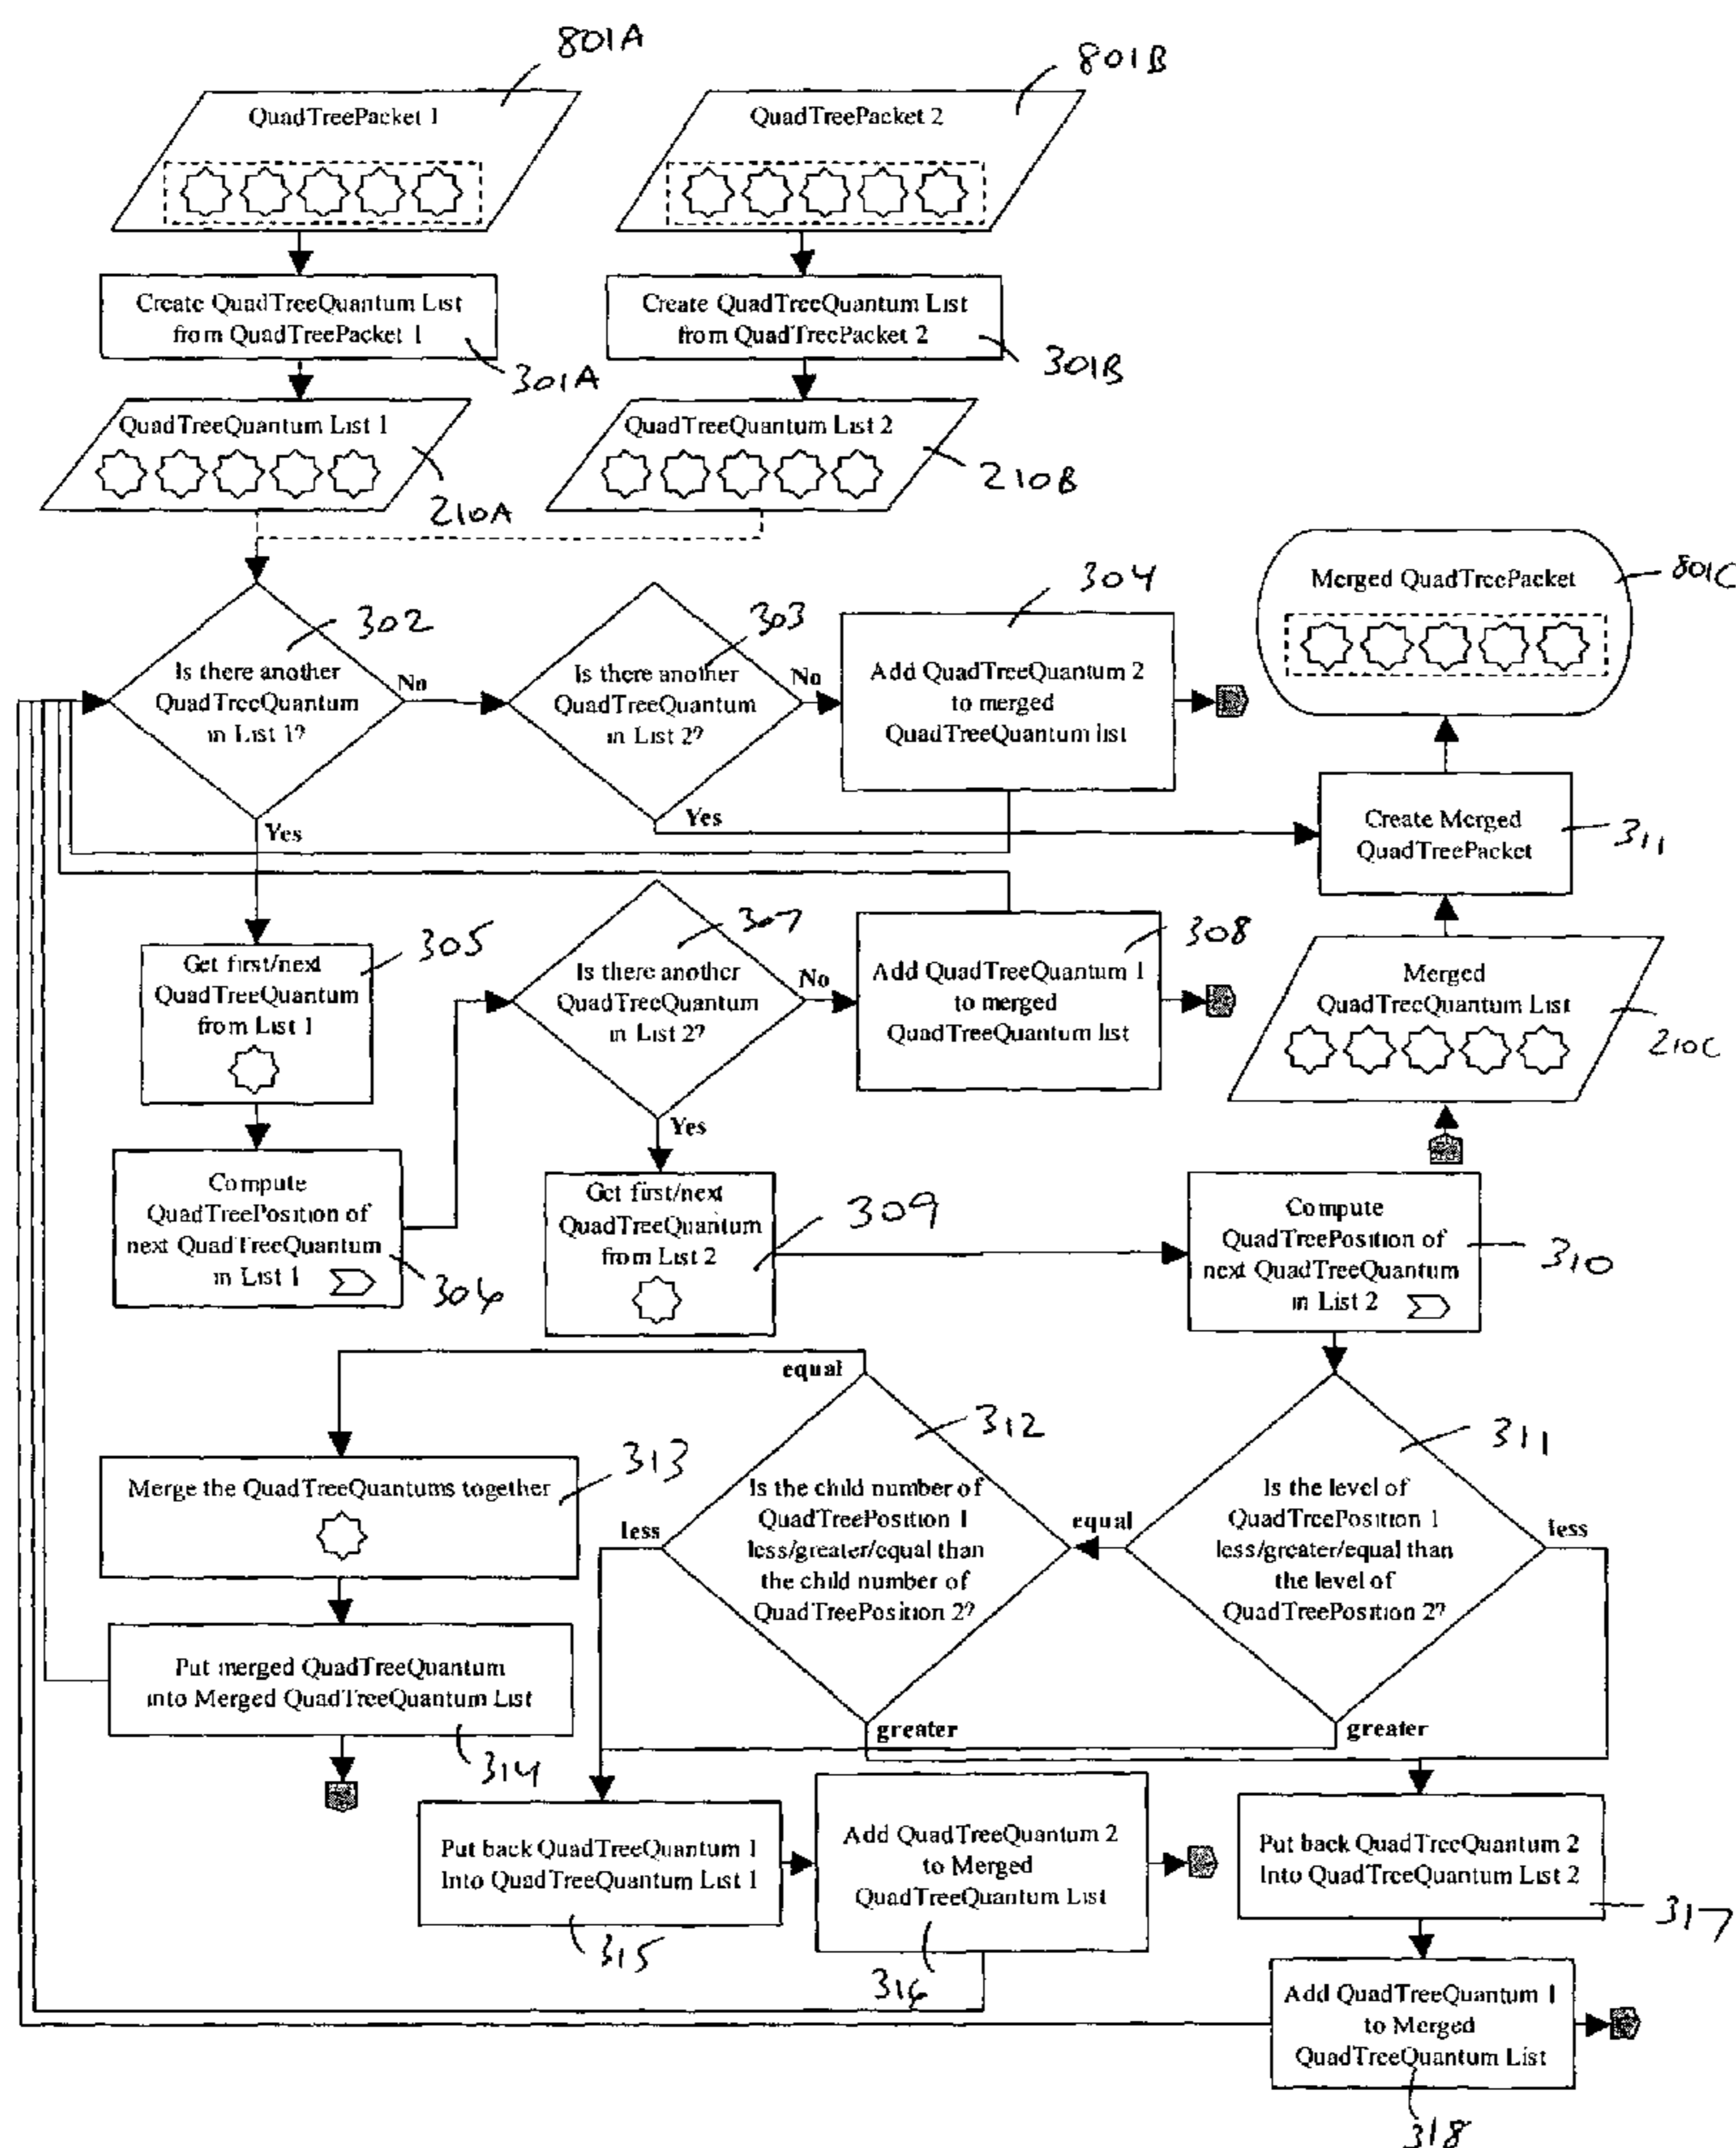 801A
801B
QuadTreePacket 1
QuadTreePacket 2
Create QuadTreeQuantum List
from QuadTreePacket 1
301A
Create QuadTreeQuantum List
from QuadTreePacket 2
301B
QuadTreeQuantum List 1
210A
QuadTreeQuantum List 2
210B
302
Is there another
QuadTreeQuantum
in List 1?
No
Yes
303
Is there another
QuadTreeQuantum
in List 2?
No
Yes
304
Add QuadTreeQuantum 2
to merged
QuadTreeQuantum list
Merged QuadTreePacket
801C
Create Merged
QuadTreePacket
311
305
Get first/next
QuadTreeQuantum
from List 1
307
Is there another
QuadTreeQuantum
in List 2?
No
Yes
308
Add QuadTreeQuantum 1
to merged
QuadTreeQuantum list
Merged
QuadTreeQuantum List
210C
Compute
QuadTreePosition of
next QuadTreeQuantum
in List 1
306
Get first/next
QuadTreeQuantum
from List 2
309
Compute
QuadTreePosition of
next QuadTreeQuantum
in List 2
310
equal
312
311
313
Merge the QuadTreeQuantums together
less
Is the child number of
QuadTreePosition 1
less/greater/equal than
the child number of
QuadTreePosition 2?
equal
Is the level of
QuadTreePosition 1
less/greater/equal than
the level of
QuadTreePosition 2?
less
Put merged QuadTreeQuantum
into Merged QuadTreeQuantum List
314
greater
greater
Put back QuadTreeQuantum 1
Into QuadTreeQuantum List 1
315
Add QuadTreeQuantum 2
to Merged
QuadTreeQuantum List
316
Put back QuadTreeQuantum 2
Into QuadTreeQuantum List 2
317
Add QuadTreeQuantum 1
to Merged
QuadTreeQuantum List
318